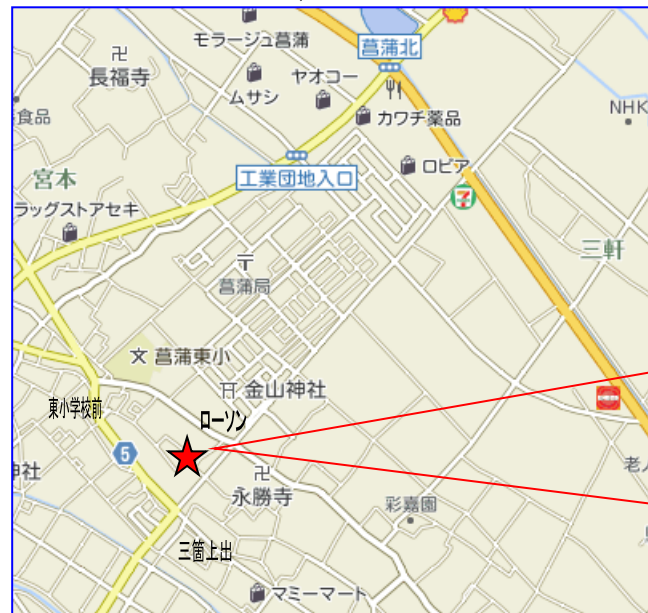 モラージュ菖蒲
菖蒲北
長福寺
ヤオコー
ムサシ
カワチ薬品
NHK
食品
ロピア
工業団地入口
宮本
7
ラッグストアセキ
三軒
菖蒲局
文 菖蒲東小
金山神社
東小学校前
ローソン
5
神社
永勝寺
老人
彩嘉園
三箇上出
マミーマート